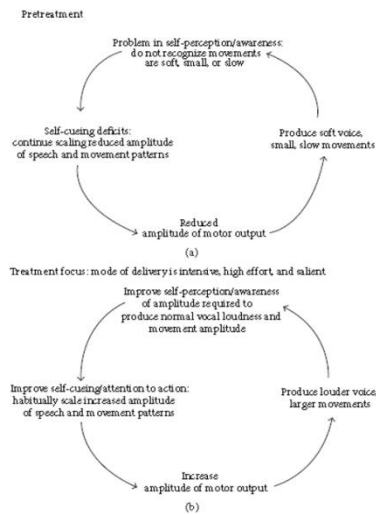 Pretreatment
Problem in self-perception/awareness:
do not recognize movements
are soft, small, or slow
Self-cueing deficits:
continue scaling reduced amplitude
of speech and movement patterns
Produce soft voice,
small, slow movements
Reduced
amplitude of motor output
(a)
Treatment focus: mode of delivery is intensive, high effort, and salient
Improve self-perception/awareness
of amplitude required to
produce normal vocal loudness and
movement amplitude
Improve self-cueing/attention to action:
habitually scale increased amplitude
of speech and movement patterns
Produce louder voice,
larger movements
Increase
amplitude of motor output
(b)